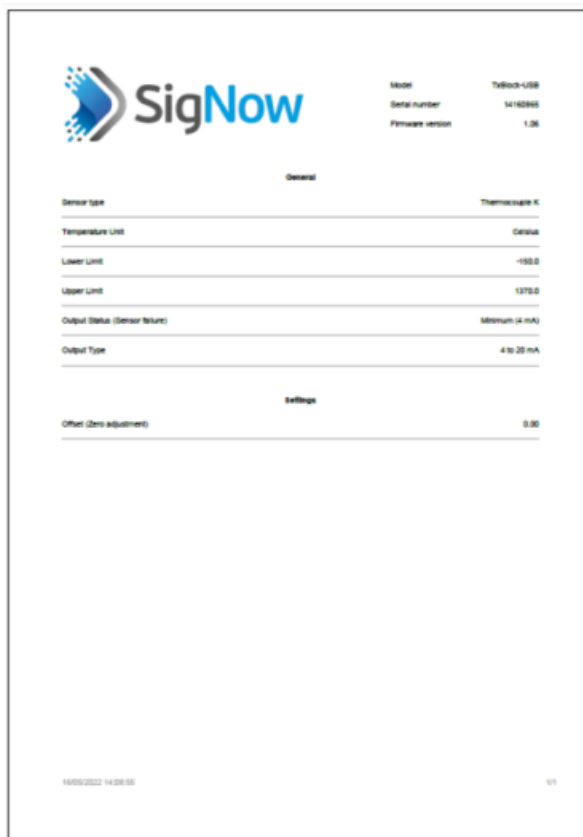 SigNow
Model TxBlock-USB
Serial number 14160865
Firmware version 1.06
General
Sensor type Thermocouple K
Temperature Unit Celsius
Lower Limit -150.0
Upper Limit 1370.0
Output Status (Sensor failure) Minimum (4 mA)
Output Type 4 to 20 mA
Settings
Offset (Zero adjustment) 0.00
1/1